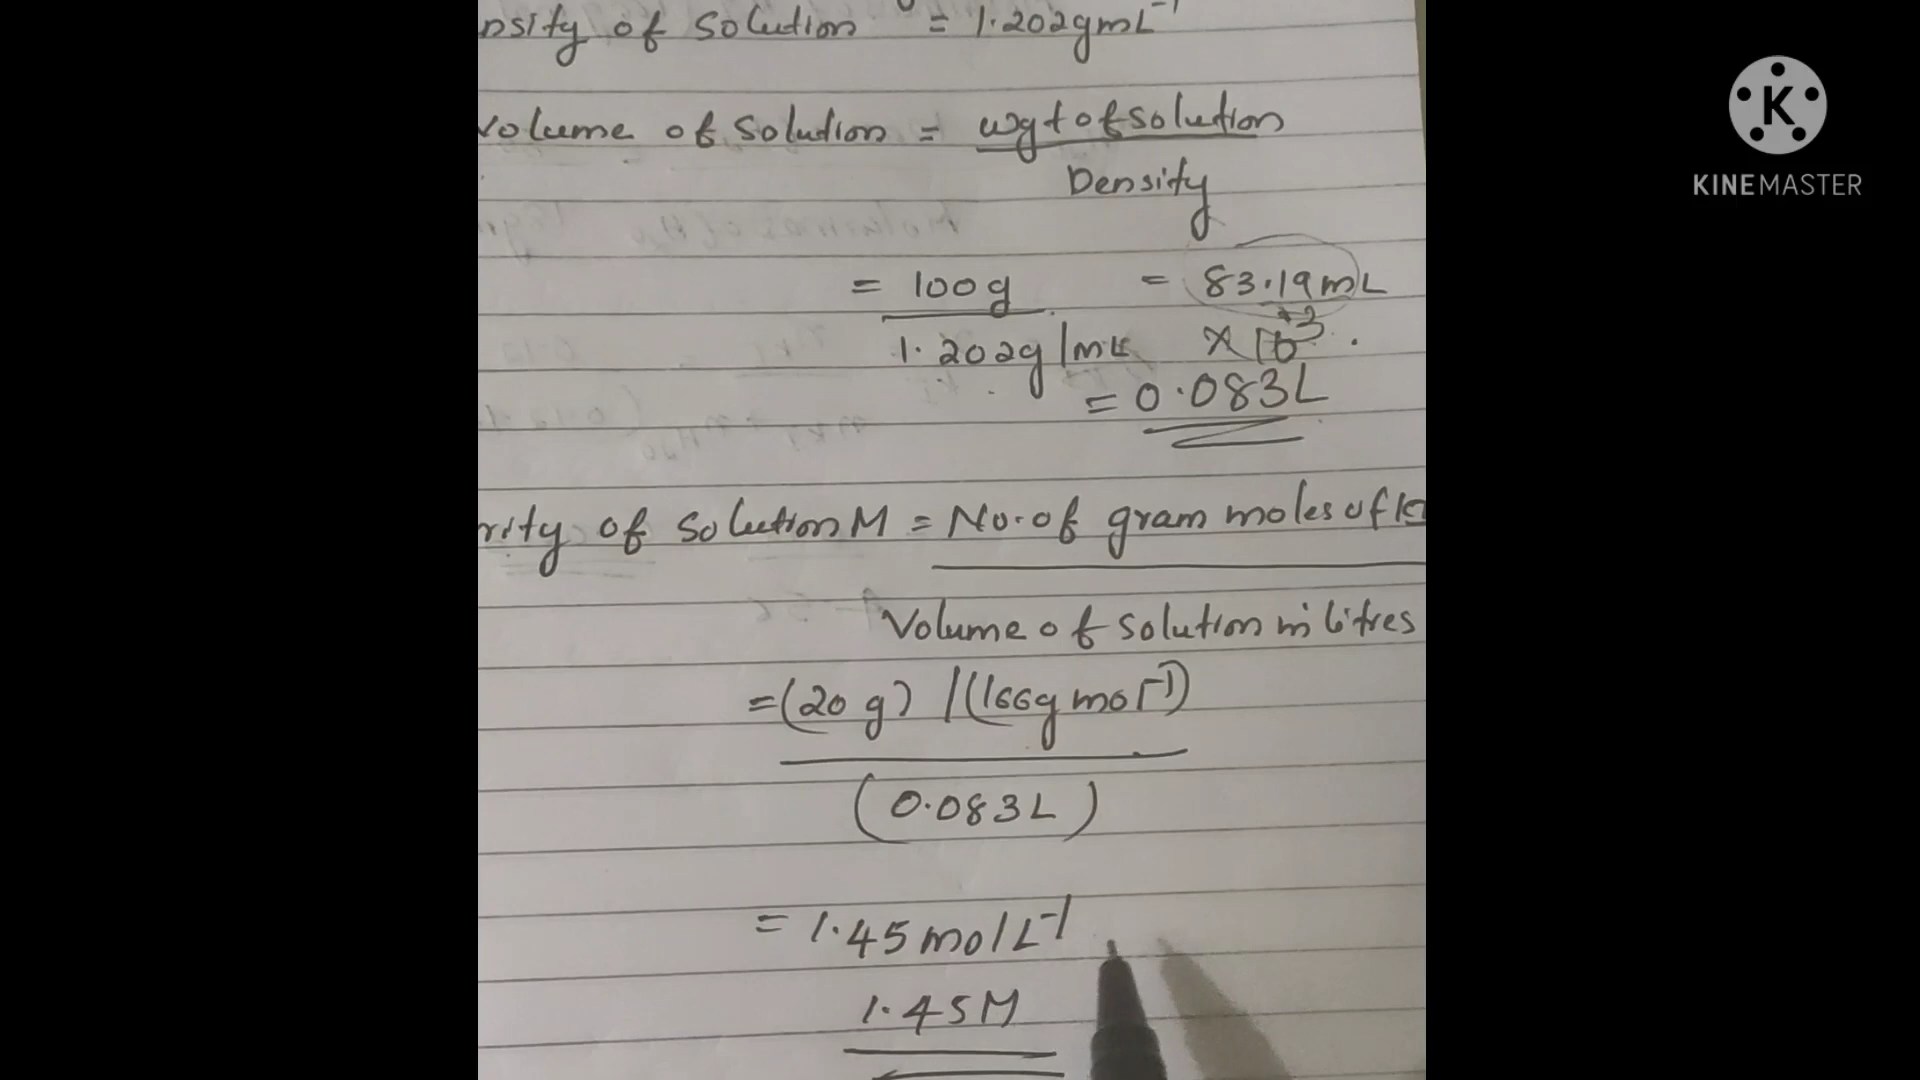 nsity of solution = 1.202gmL⁻¹
volume of solution = wgt of solution
Density
= 100g = 83.19mL
1.202g/mL × 10⁺³.
= 0.083L
rity of solution M = No. of gram moles of
Volume of solution in litres
= (20 g) / (166g mol⁻¹)
(0.083L)
= 1.45 mol L⁻¹
1.45M
K
KINEMASTER